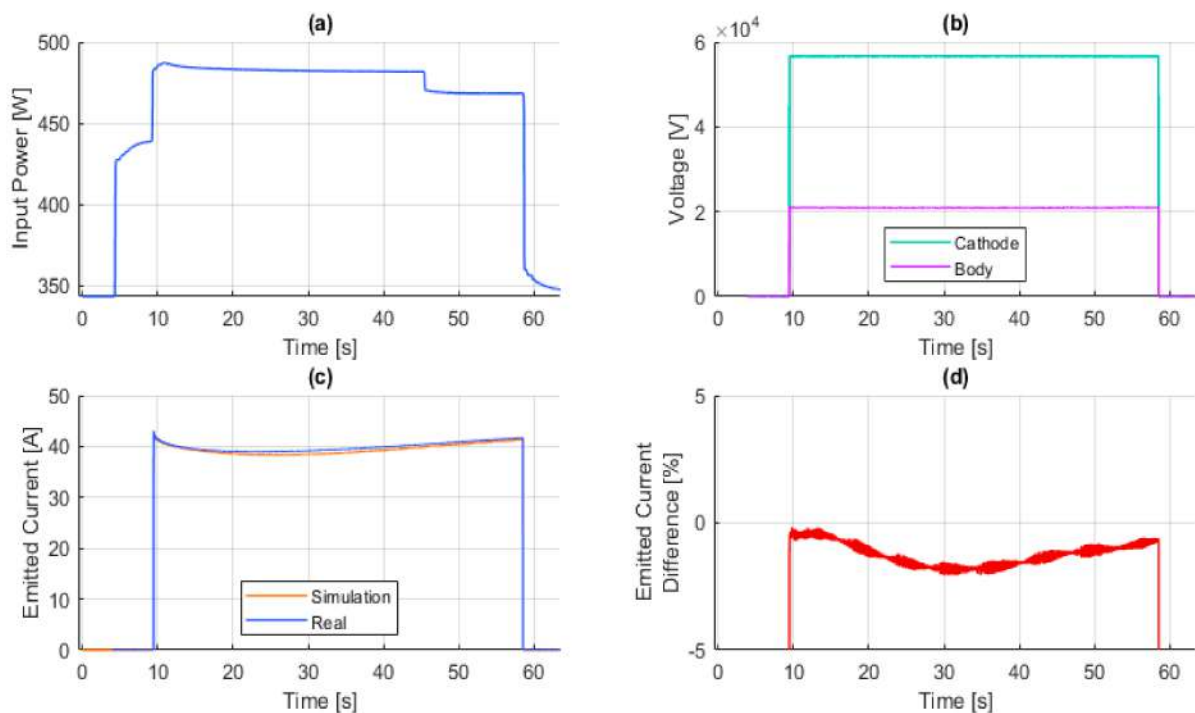 (a)
500
450
400
350
Input Power [W]
0 10 20 30 40 50 60
Time [s]
(b)
×10⁴
6
4
2
0
Voltage [V]
Cathode
Body
0 10 20 30 40 50 60
Time [s]
(c)
50
40
30
20
10
0
Emitted Current [A]
Simulation
Real
0 10 20 30 40 50 60
Time [s]
(d)
5
0
-5
Emitted Current
Difference [%]
0 10 20 30 40 50 60
Time [s]